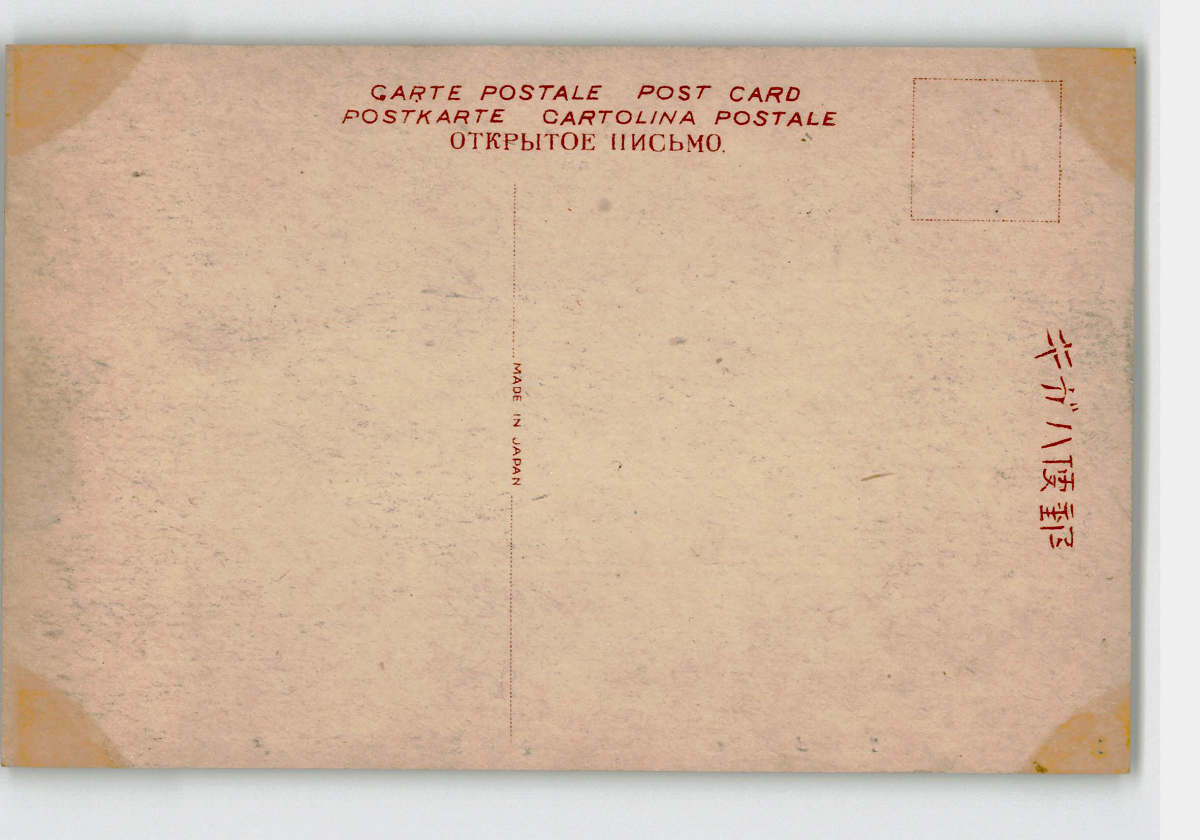 CARTE POSTALE POST CARD
POSTKARTE CARTOLINA POSTALE
ОТКРЫТОЕ ПИСЬМО.
MADE IN JAPAN
郵便ハガキ